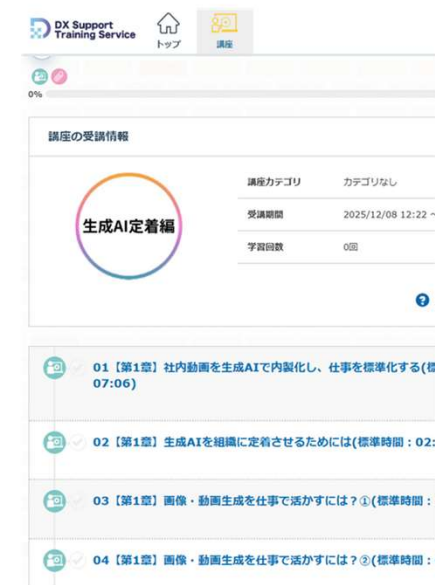 DX Support
Training Service
トップ
講座
0%
講座の受講情報
生成AI定着編
講座カテゴリ
カテゴリなし
受講期間
2025/12/08 12:22 ~
学習回数
0回
?
01【第1章】社内動画を生成AIで内製化し、仕事を標準化する(標
07:06)
02【第1章】生成AIを組織に定着させるためには(標準時間:02:
03【第1章】画像・動画生成を仕事で活かすには?①(標準時間:
04【第1章】画像・動画生成を仕事で活かすには?②(標準時間: